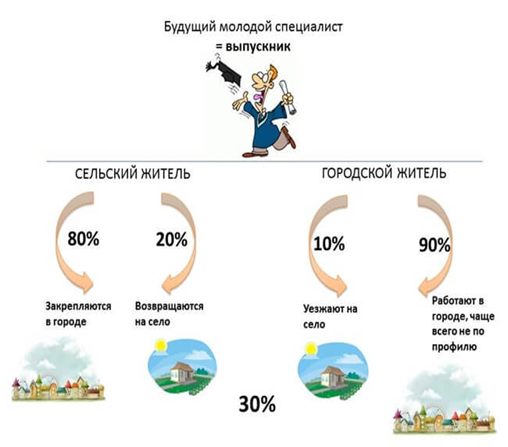 Будущий молодой специалист
= выпускник
СЕЛЬСКИЙ ЖИТЕЛЬ
ГОРОДСКОЙ ЖИТЕЛЬ
80%
20%
10%
90%
Закрепляются
в городе
Возвращаются
на село
Уезжают на
село
Работают в
городе, чаще
всего не по
профилю
30%